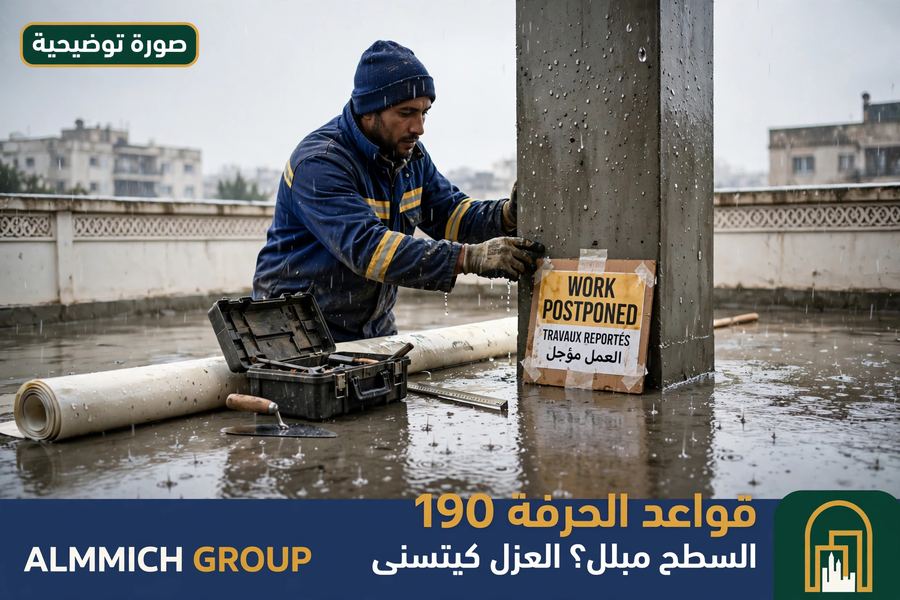 صورة توضيحية
WORK
POSTPONED
TRAVAUX REPORTÉS
العمل مؤجل
قواعد الحرفة 190
السطح مبلل؟ العزل كيتسنى
ALMMICH GROUP